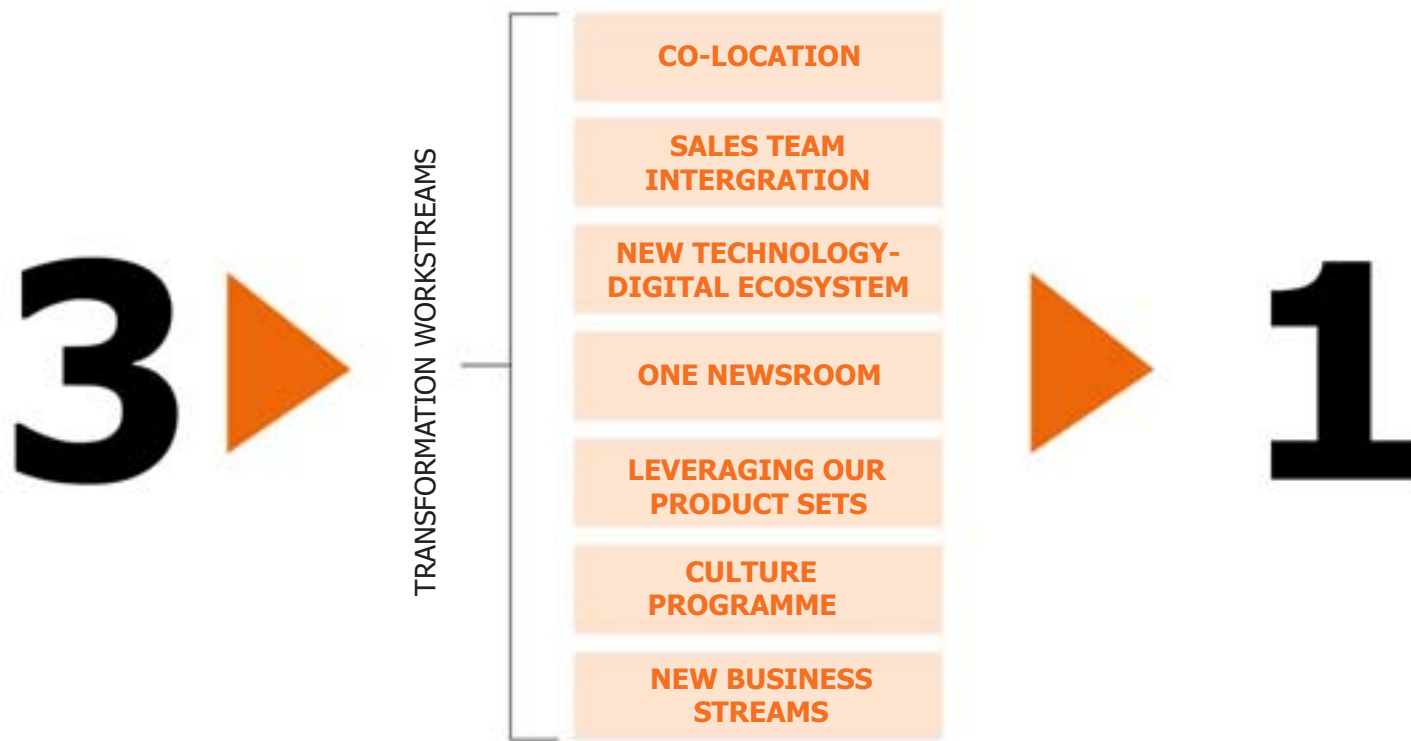 3
TRANSFORMATION WORKSTREAMS
CO-LOCATION
SALES TEAM
INTERGRATION
NEW TECHNOLOGY-
DIGITAL ECOSYSTEM
ONE NEWSROOM
LEVERAGING OUR
PRODUCT SETS
CULTURE
PROGRAMME
NEW BUSINESS
STREAMS
1